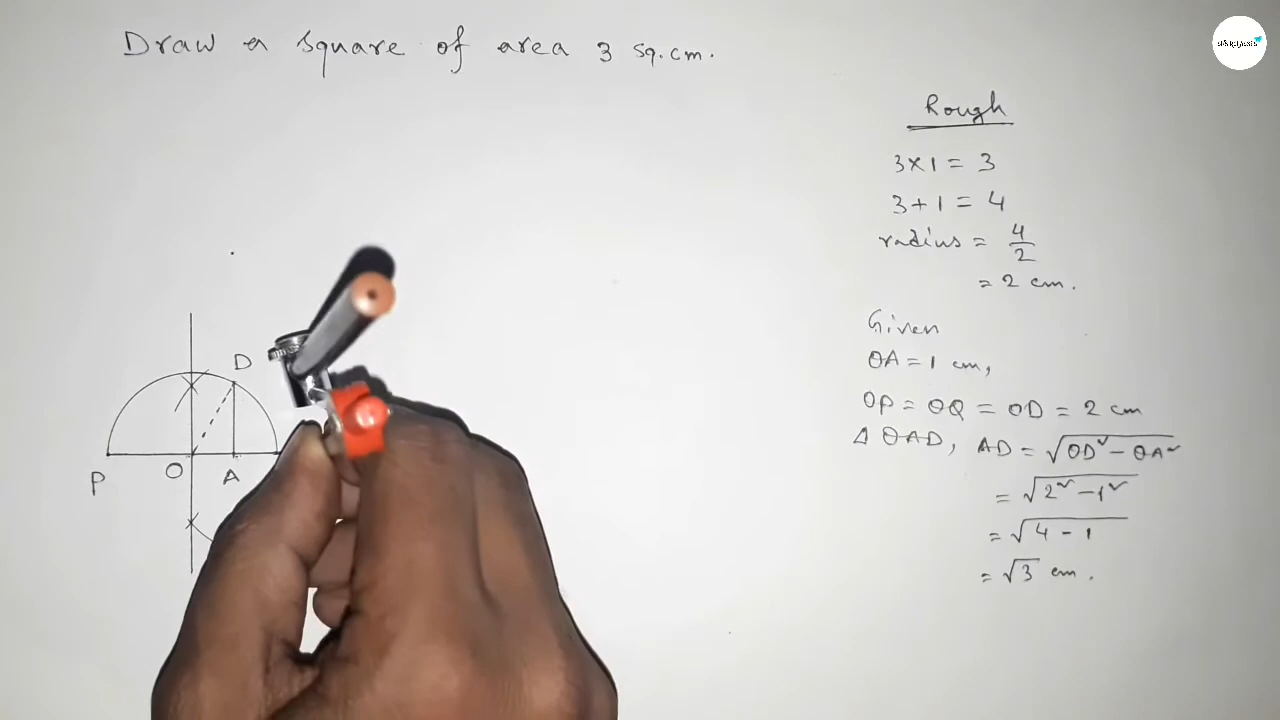 Draw a square of area 3 sq.cm.
Rough
3×1 = 3
3+1 = 4
radius = 4/2
= 2 cm.
Given
OA = 1 cm,
OP = OQ = OD = 2 cm
Δ OAD, AD = √OD² − OA²
= √2² − 1²
= √4 − 1
= √3 cm.
D
P O A